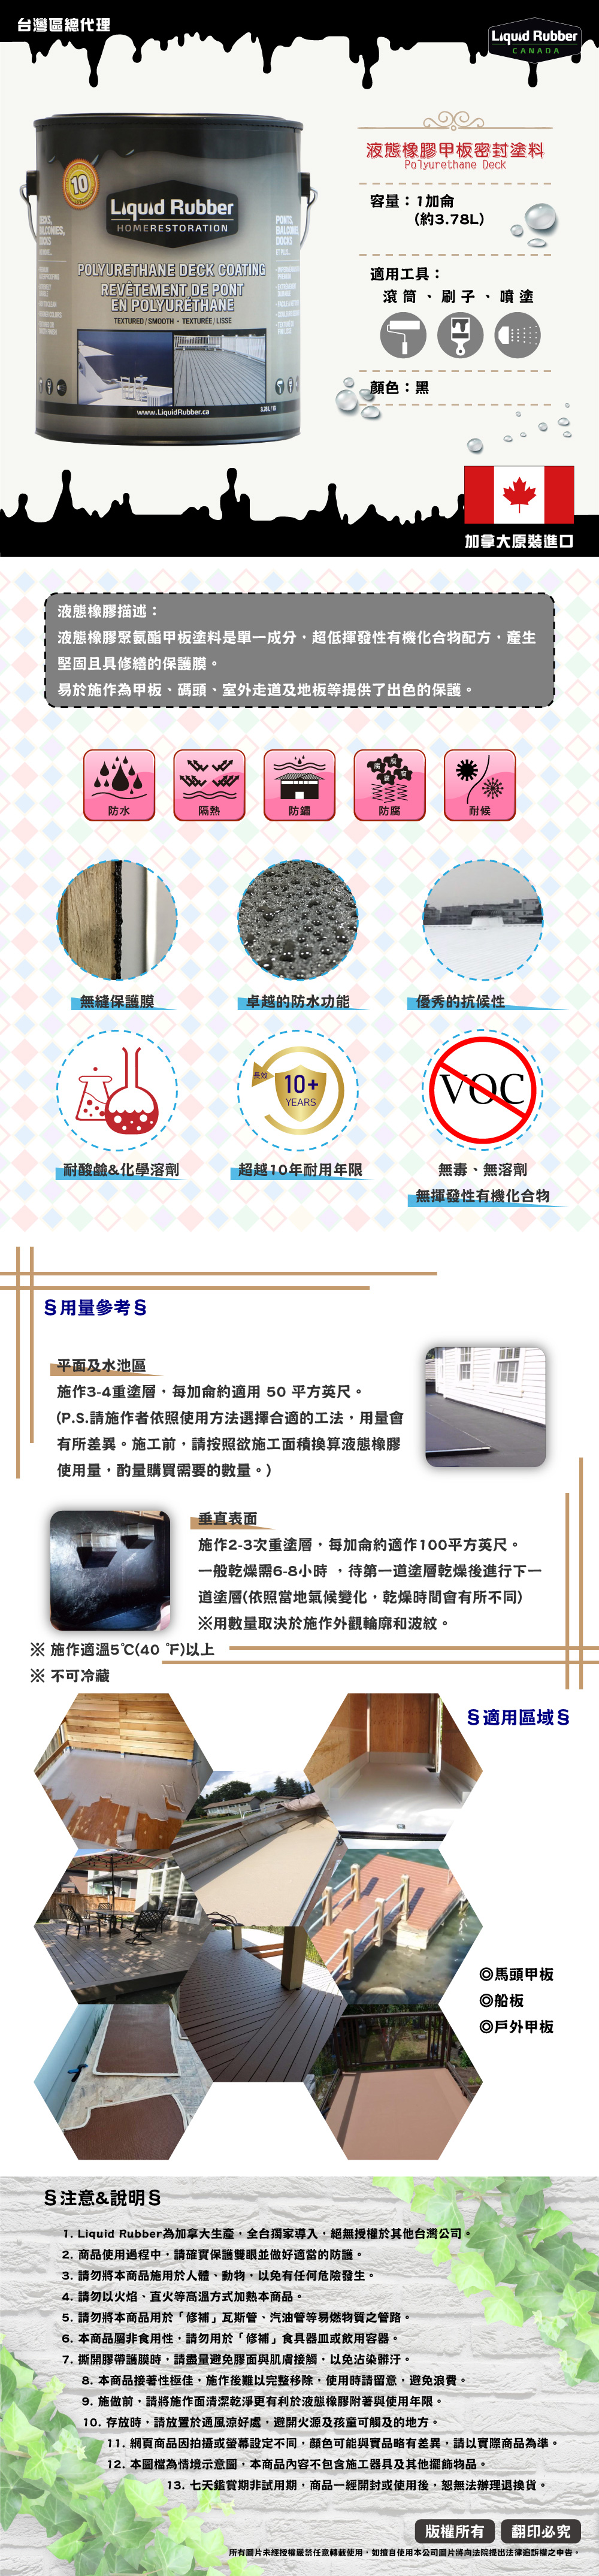 台灣區總代理
Liquid Rubber
CANADA
液態橡膠甲板密封塗料
Polyurethane Deck
容量：1加侖
(約3.78L)
適用工具：
滾筒、刷子、噴塗
顏色：黑
10
Liquid Rubber
HOMERESTORATION
POLYURETHANE DECK COATING
REVÊTEMENT DE PONT
EN POLYURÉTHANE
TEXTURED / SMOOTH • TEXTURÉE / LISSE
www.LiquidRubber.ca
加拿大原裝進口
液態橡膠描述：
液態橡膠聚氨酯甲板塗料是單一成分，超低揮發性有機化合物配方，產生
堅固且具修繕的保護膜。
易於施作為甲板、碼頭、室外走道及地板等提供了出色的保護。
防水
隔熱
防鏽
防腐
耐候
無縫保護膜
卓越的防水功能
優秀的抗候性
長效
10+
YEARS
VOC
耐酸鹼&化學溶劑
超越10年耐用年限
無毒、無溶劑
無揮發性有機化合物
§用量參考§
平面及水池區
施作3-4重塗層，每加侖約適用 50 平方英尺。
(P.S.請施作者依照使用方法選擇合適的工法，用量會
有所差異。施工前，請按照欲施工面積換算液態橡膠
使用量，酌量購買需要的數量。)
垂直表面
施作2-3次重塗層，每加侖約適作100平方英尺。
一般乾燥需6-8小時 ，待第一道塗層乾燥後進行下一
道塗層(依照當地氣候變化，乾燥時間會有所不同)
※用數量取決於施作外觀輪廓和波紋。
※ 施作適溫5℃(40 ℉)以上
※ 不可冷藏
§適用區域§
◎馬頭甲板
◎船板
◎戶外甲板
§注意&說明§
1. Liquid Rubber為加拿大生產，全台獨家導入，絕無授權於其他台灣公司。
2. 商品使用過程中，請確實保護雙眼並做好適當的防護。
3. 請勿將本商品施用於人體、動物，以免有任何危險發生。
4. 請勿以火焰、直火等高溫方式加熱本商品。
5. 請勿將本商品用於「修補」瓦斯管、汽油管等易燃物質之管路。
6. 本商品屬非食用性，請勿用於「修補」食具器皿或飲用容器。
7. 撕開膠帶護膜時，請盡量避免膠面與肌膚接觸，以免沾染髒汙。
8. 本商品接著性極佳，施作後難以完整移除，使用時請留意，避免浪費。
9. 施做前，請將施作面清潔乾淨更有利於液態橡膠附著與使用年限。
10. 存放時，請放置於通風涼好處，避開火源及孩童可觸及的地方。
11. 網頁商品因拍攝或螢幕設定不同，顏色可能與實品略有差異，請以實際商品為準。
12. 本圖檔為情境示意圖，本商品內容不包含施工器具及其他擺飾物品。
13. 七天鑑賞期非試用期，商品一經開封或使用後，恕無法辦理退換貨。
版權所有 翻印必究
所有圖片未經授權嚴禁任意轉載使用，如擅自使用本公司圖片將向法院提出法律追訴權之申告。